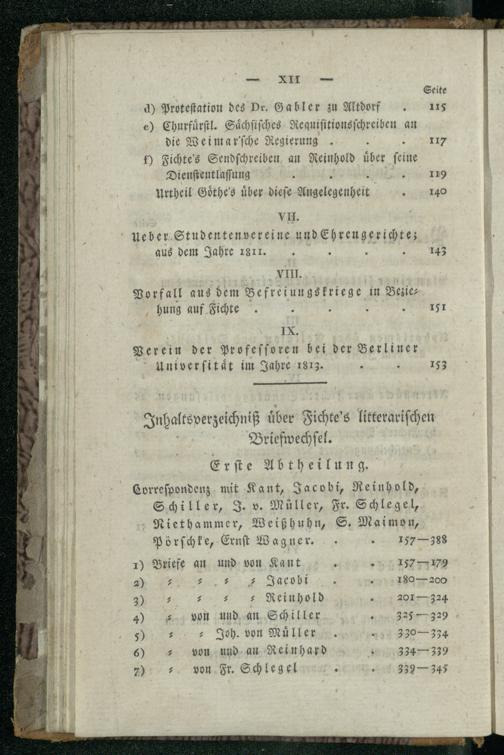 — XII —
Seite
d) Protestation des Dr. Gabler zu Altdorf . 115
e) Churfürstl. Sächsisches Requisitionsschreiben an
die Weimar'sche Regierung . . . 117
f) Fichte's Sendschreiben an Reinhold über seine
Dienstentlassung . . . . 119
Urtheil Göthe's über diese Angelegenheit . 140
VII.
Ueber Studentenvereine und Ehrengerichte;
aus dem Jahre 1811. . . . . 143
VIII.
Vorfall aus dem Befreiungskriege in Bezie-
hung auf Fichte . . . . . 151
IX.
Verein der Professoren bei der Berliner
Universität im Jahre 1813. . . 153
Inhaltsverzeichniß über Fichte's litterarischen
Briefwechsel.
Erste Abtheilung.
Correspondenz mit Kant, Jacobi, Reinhold,
Schiller, J. v. Müller, Fr. Schlegel,
Niethammer, Weißhuhn, S. Maimon,
Pörschke, Ernst Wagner. . . 157—388
1) Briefe an und von Kant . . 157—179
2) = = = = Jacobi . . 180—200
3) = = = = Reinhold . 201—324
4) = von und an Schiller . 325—329
5) = = Joh. von Müller . 330—334
6) = von und an Reinhard . 334—339
7) = von Fr. Schlegel . . 339—345